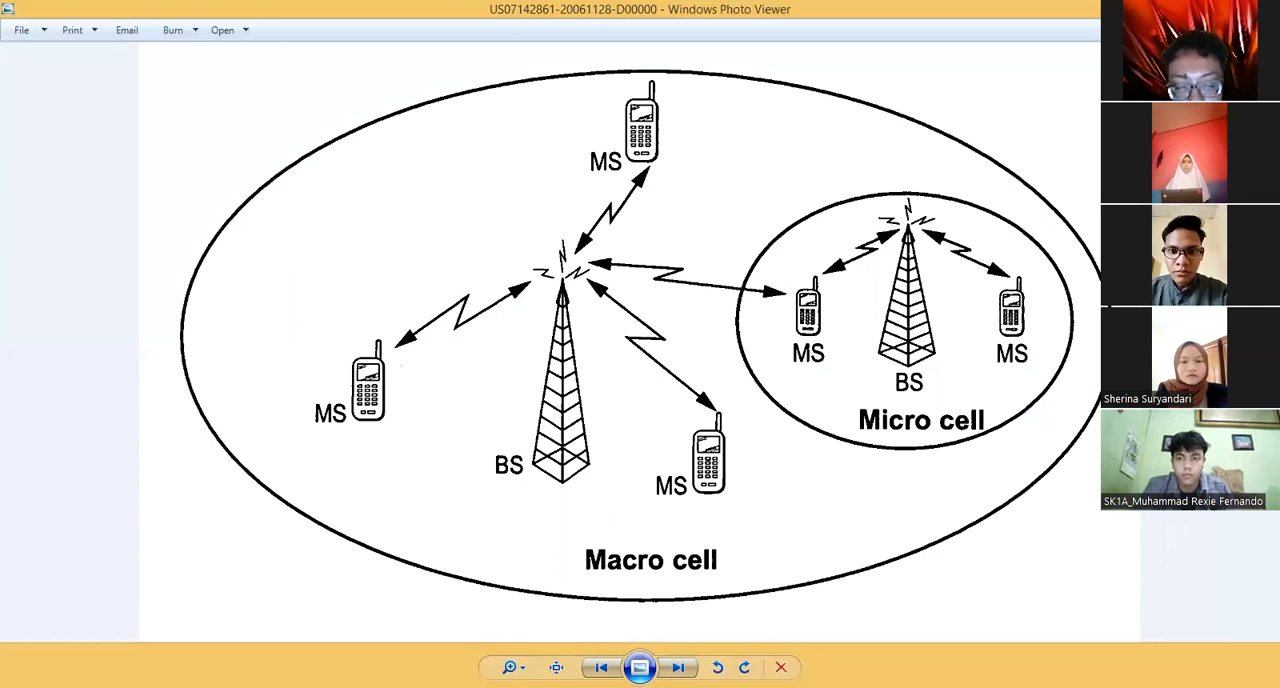 US07142861-20061128-D00000 - Windows Photo Viewer
File Print Email Burn Open
MS
MS
MS
BS
MS
MS
BS
MS
Micro cell
Macro cell
Sherina Suryandari
SK1A_Muhammad Rexie Fernando